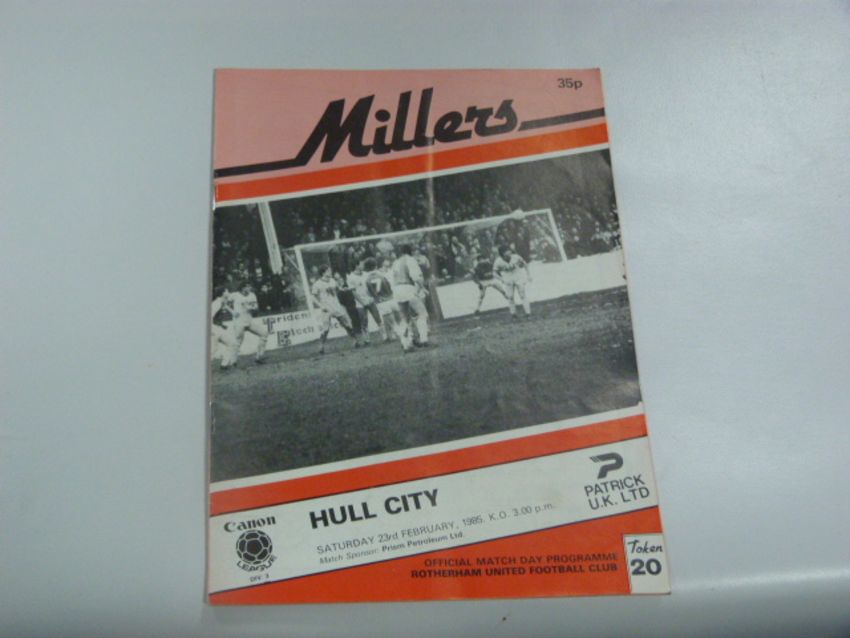 35p
Millers
7
HULL CITY
SATURDAY 23rd FEBRUARY, 1985. K.O. 3.00 p.m.
Match Sponsor: Prism Petroleum Ltd.
PATRICK
U.K. LTD
Canon
LEAGUE
DIV. 3
OFFICIAL MATCH DAY PROGRAMME
ROTHERHAM UNITED FOOTBALL CLUB
Token
20